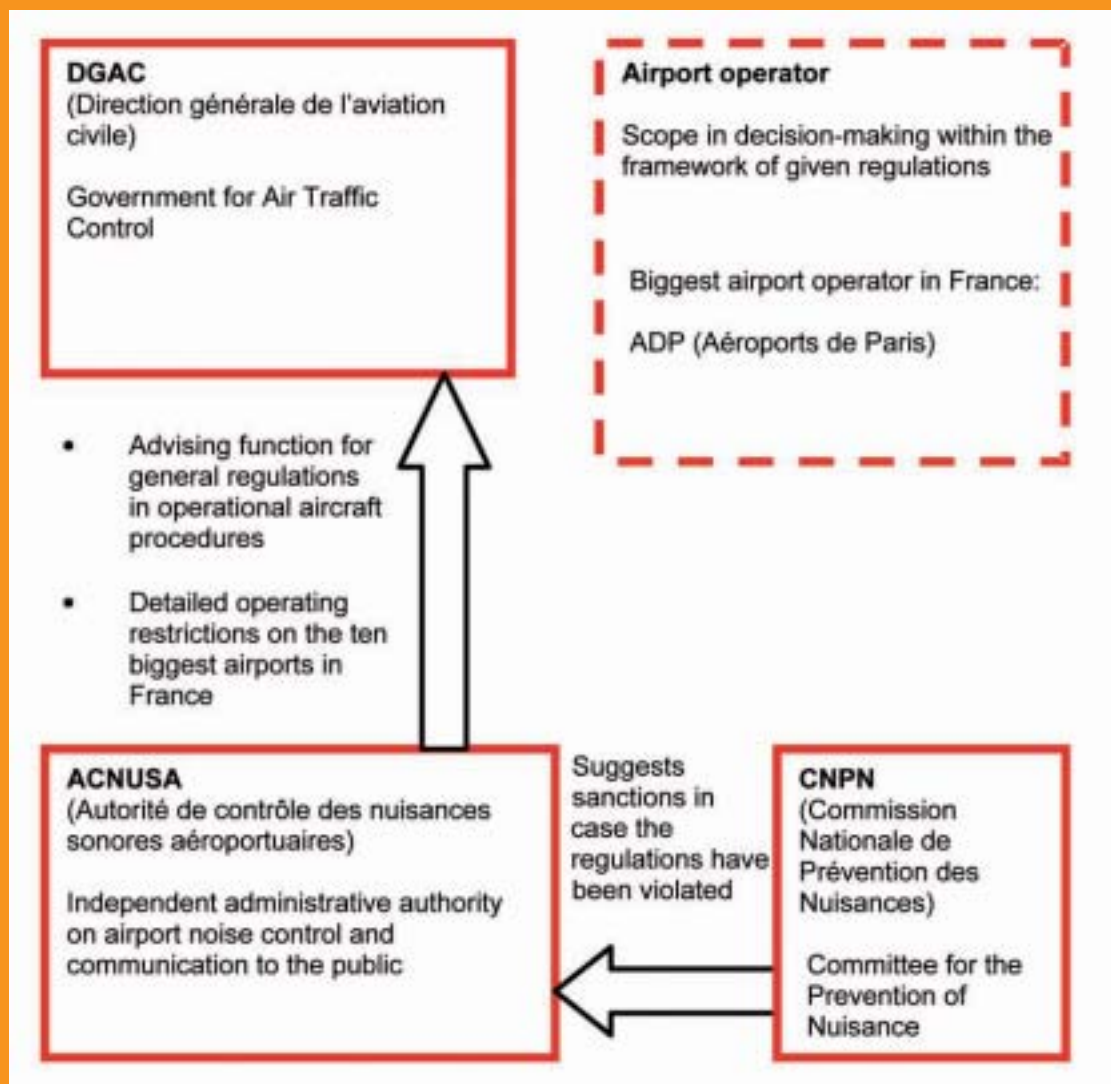 DGAC
(Direction générale de l'aviation
civile)
Government for Air Traffic
Control
Airport operator
Scope in decision-making within the
framework of given regulations
Biggest airport operator in France:
ADP (Aéroports de Paris)
• Advising function for
general regulations
in operational aircraft
procedures
• Detailed operating
restrictions on the ten
biggest airports in
France
ACNUSA
(Autorité de contrôle des nuisances
sonores aéroportuaires)
Independent administrative authority
on airport noise control and
communication to the public
Suggests
sanctions in
case the
regulations have
been violated
CNPN
(Commission
Nationale de
Prévention des
Nuisances)
Committee for the
Prevention of
Nuisance